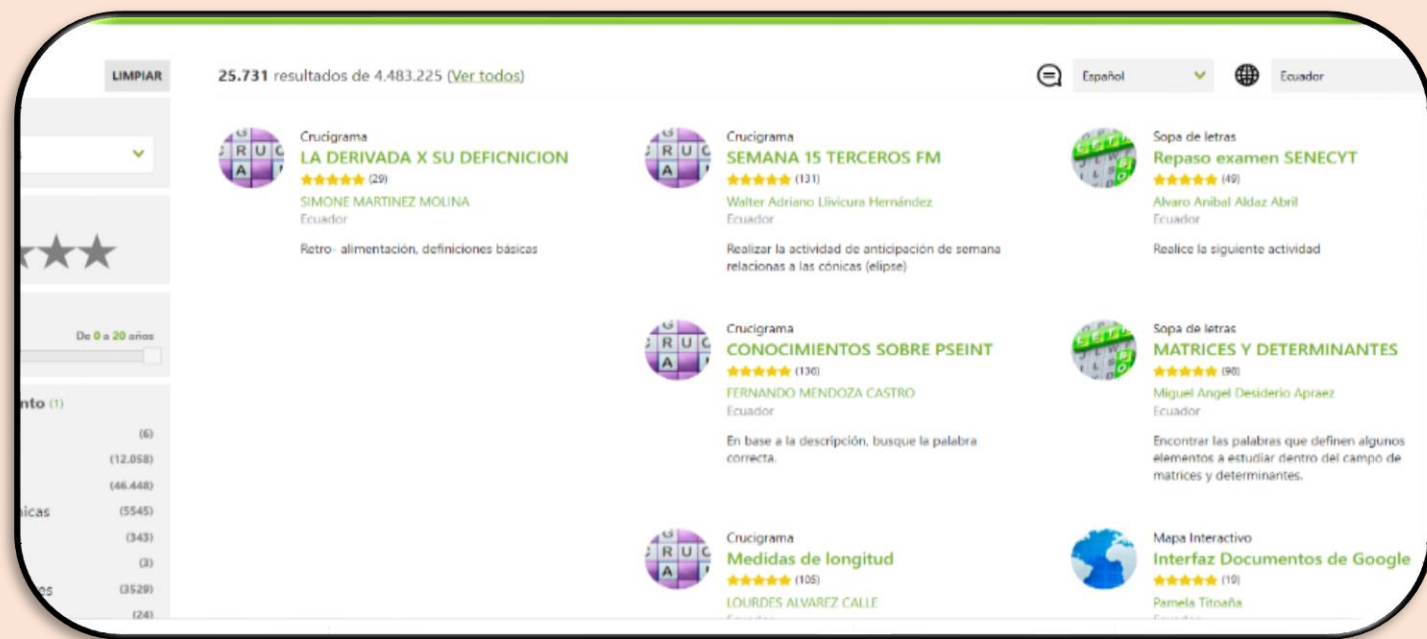 LIMPIAR
25.731 resultados de 4.483.225 (Ver todos)
Español
Ecuador
De 0 a 20 años
nto (1)
(6)
(12.058)
(46.448)
icas (5545)
(343)
(3)
os (3529)
(24)
Crucigrama
LA DERIVADA X SU DEFICNICION
(29)
SIMONE MARTINEZ MOLINA
Ecuador
Retro- alimentación, definiciones básicas
Crucigrama
SEMANA 15 TERCEROS FM
(131)
Walter Adriano Llivicura Hernández
Ecuador
Realizar la actividad de anticipación de semana
relacionas a las cónicas (elipse)
Sopa de letras
Repaso examen SENECYT
(49)
Alvaro Anibal Aldaz Abril
Ecuador
Realice la siguiente actividad
Crucigrama
CONOCIMIENTOS SOBRE PSEINT
(136)
FERNANDO MENDOZA CASTRO
Ecuador
En base a la descripción, busque la palabra
correcta.
Sopa de letras
MATRICES Y DETERMINANTES
(98)
Miguel Angel Desiderio Apraez
Ecuador
Encontrar las palabras que definen algunos
elementos a estudiar dentro del campo de
matrices y determinantes.
Crucigrama
Medidas de longitud
(105)
LOURDES ALVAREZ CALLE
Mapa Interactivo
Interfaz Documentos de Google
(19)
Pamela Titoaña